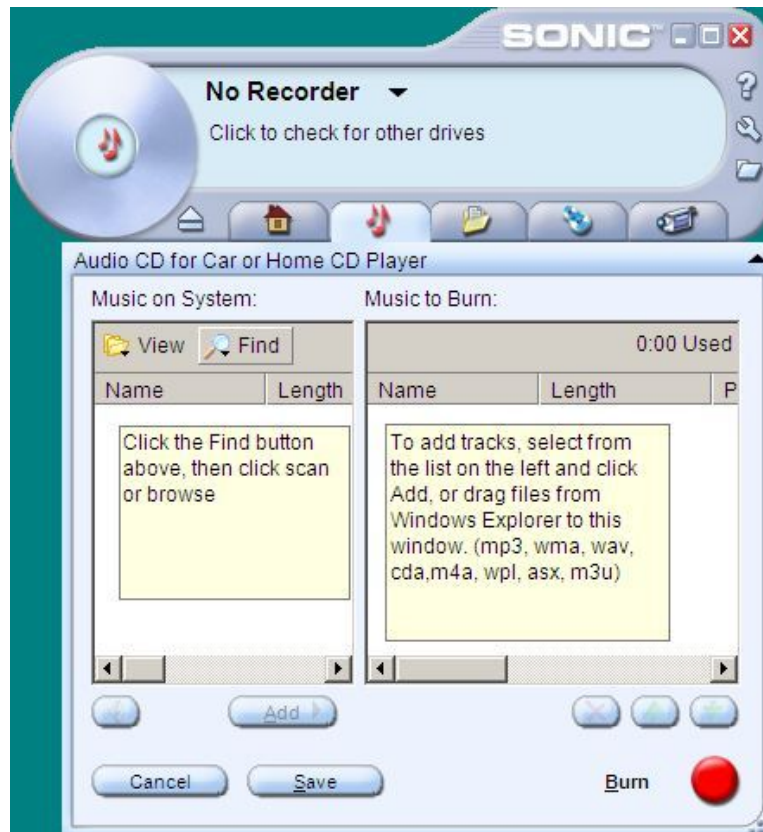 SONIC™
No Recorder
Click to check for other drives
Audio CD for Car or Home CD Player
Music on System:
Music to Burn:
View Find
0:00 Used
Name Length
Name Length P
Click the Find button
above, then click scan
or browse
To add tracks, select from
the list on the left and click
Add, or drag files from
Windows Explorer to this
window. (mp3, wma, wav,
cda,m4a, wpl, asx, m3u)
Add
Cancel Save Burn